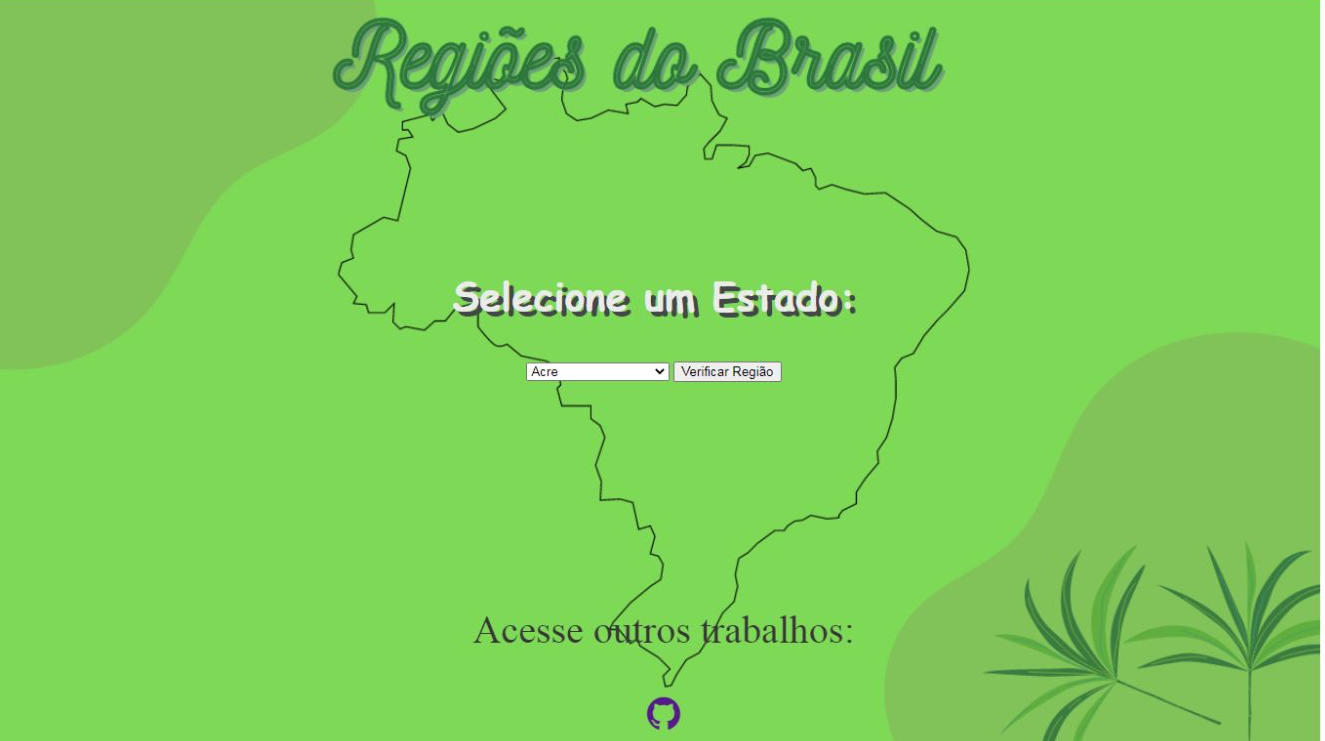 Regiões do Brasil
Selecione um Estado:
Acre
Verificar Região
Acesse outros trabalhos: